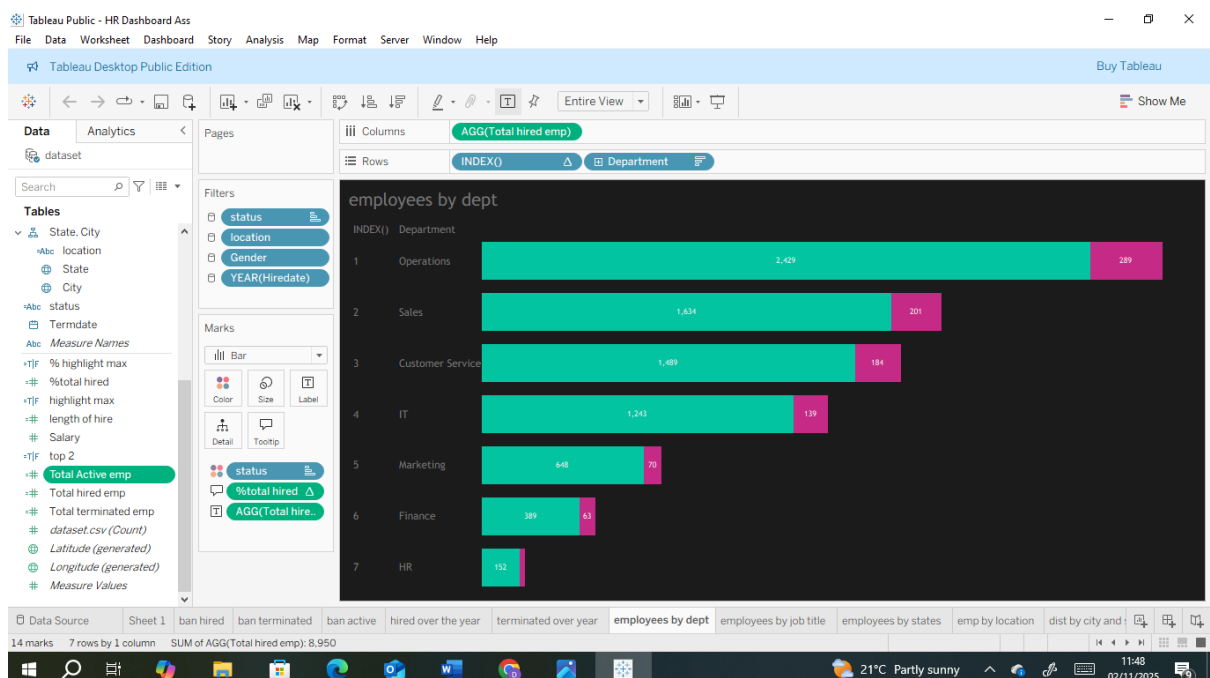 Tableau Public - HR Dashboard Ass
File Data Worksheet Dashboard Story Analysis Map Format Server Window Help
Tableau Desktop Public Edition Buy Tableau
Entire View Show Me
Data Analytics
dataset
Search
Tables
State, City
Abc location
State
City
=Abc status
Termdate
Abc Measure Names
=T|F % highlight max
=# %total hired
=T|F highlight max
=# length of hire
# Salary
=T|F top 2
=# Total Active emp
=# Total hired emp
=# Total terminated emp
# dataset.csv (Count)
Latitude (generated)
Longitude (generated)
# Measure Values
Pages
Filters
status
location
Gender
YEAR(Hiredate)
Marks
Bar
Color Size Label
Detail Tooltip
status
%total hired Δ
AGG(Total hire..
Columns AGG(Total hired emp)
Rows INDEX() Δ Department
employees by dept
INDEX() Department
1 Operations 2,429 289
2 Sales 1,634 201
3 Customer Service 1,489 184
4 IT 1,243 139
5 Marketing 648 70
6 Finance 389 63
7 HR 152
Data Source Sheet 1 ban hired ban terminated ban active hired over the year terminated over year employees by dept employees by job title employees by states emp by location dist by city and
14 marks 7 rows by 1 column SUM of AGG(Total hired emp): 8,950
21°C Partly sunny 11:48
02/11/2025